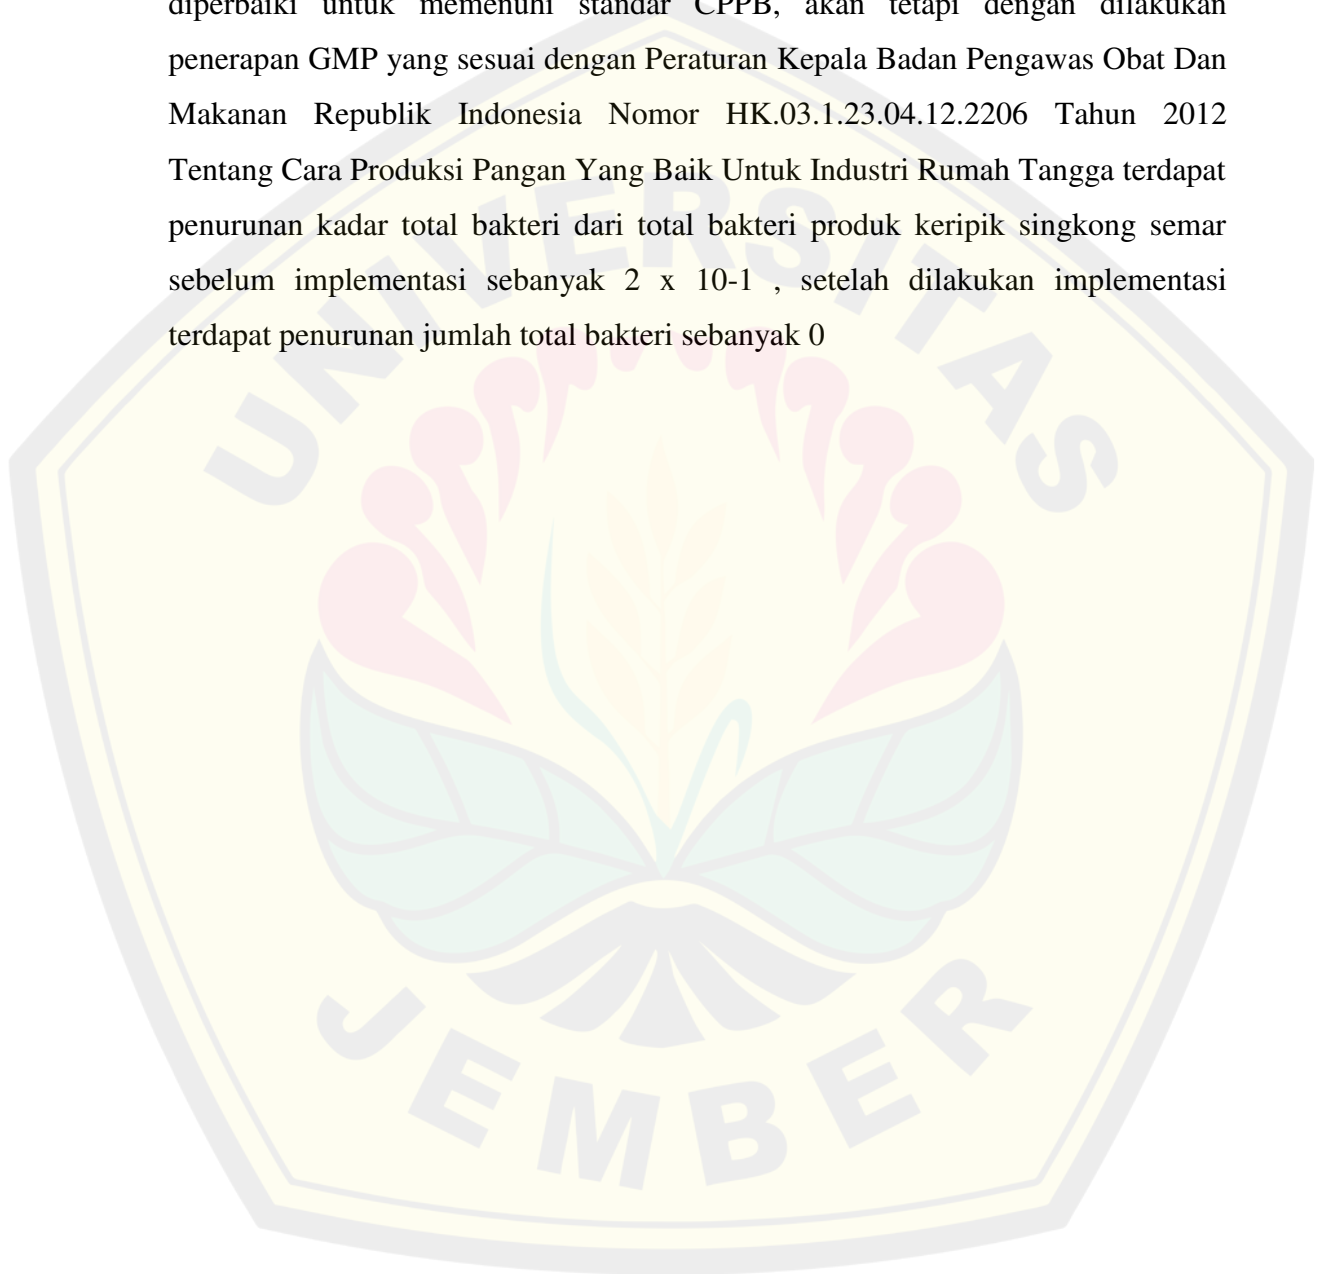 diperbaiki untuk memenuhi standar CPPB, akan tetapi dengan dilakukan
penerapan GMP yang sesuai dengan Peraturan Kepala Badan Pengawas Obat Dan
Makanan Republik Indonesia Nomor HK.03.1.23.04.12.2206 Tahun 2012
Tentang Cara Produksi Pangan Yang Baik Untuk Industri Rumah Tangga terdapat
penurunan kadar total bakteri dari total bakteri produk keripik singkong semar
sebelum implementasi sebanyak 2 x 10-1 , setelah dilakukan implementasi
terdapat penurunan jumlah total bakteri sebanyak 0
UNIVERSITAS
JEMBER